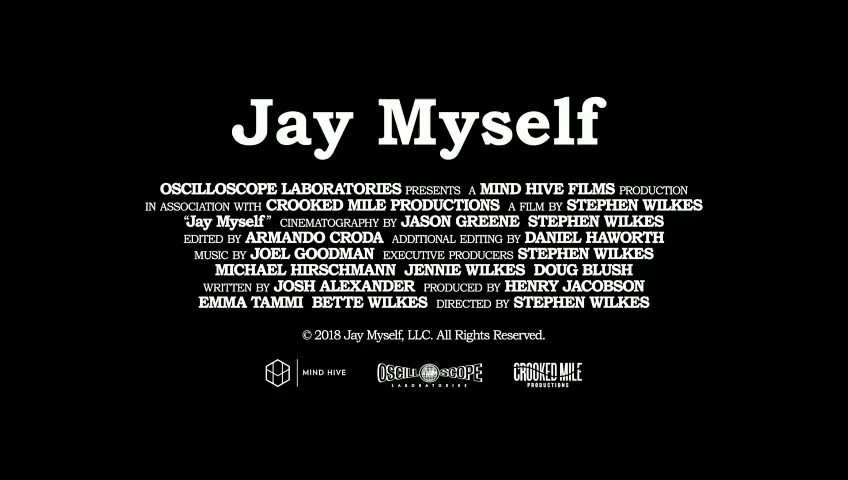 Jay Myself
OSCILLOSCOPE LABORATORIES PRESENTS A MIND HIVE FILMS PRODUCTION
IN ASSOCIATION WITH CROOKED MILE PRODUCTIONS A FILM BY STEPHEN WILKES
“Jay Myself” CINEMATOGRAPHY BY JASON GREENE STEPHEN WILKES
EDITED BY ARMANDO CRODA ADDITIONAL EDITING BY DANIEL HAWORTH
MUSIC BY JOEL GOODMAN EXECUTIVE PRODUCERS STEPHEN WILKES
MICHAEL HIRSCHMANN JENNIE WILKES DOUG BLUSH
WRITTEN BY JOSH ALEXANDER PRODUCED BY HENRY JACOBSON
EMMA TAMMI BETTE WILKES DIRECTED BY STEPHEN WILKES
© 2018 Jay Myself, LLC. All Rights Reserved.
MIND HIVE OSCILLOSCOPE CROOKED MILE
LABORATORIES PRODUCTIONS